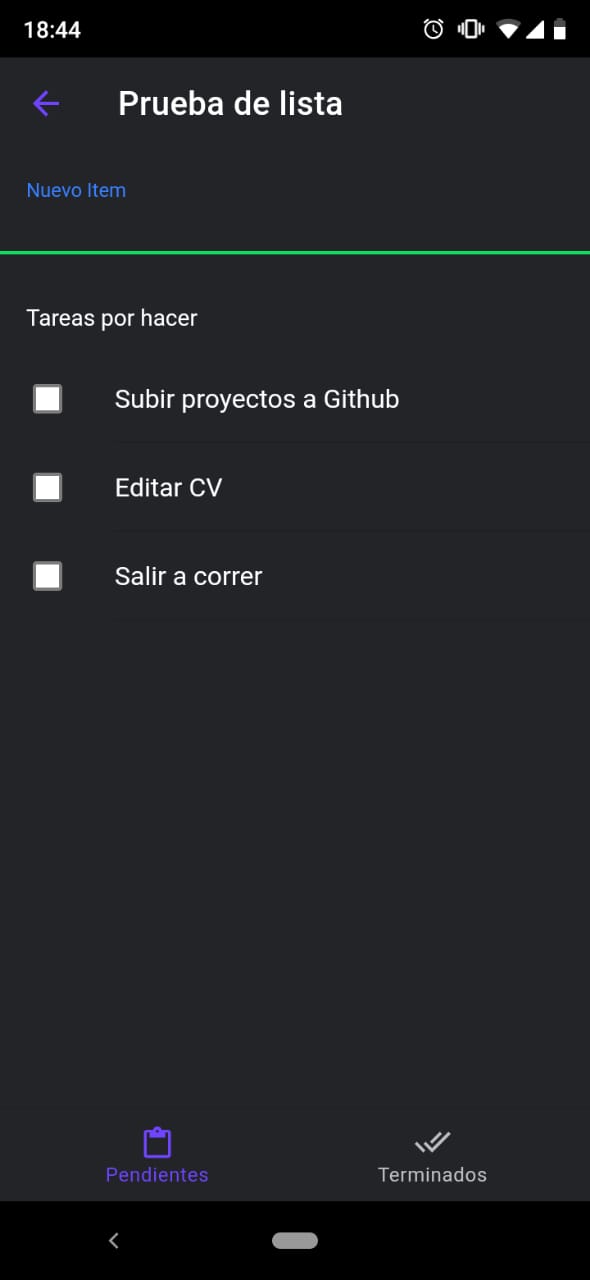 18:44
Prueba de lista
Nuevo Item
Tareas por hacer
Subir proyectos a Github
Editar CV
Salir a correr
Pendientes
Terminados